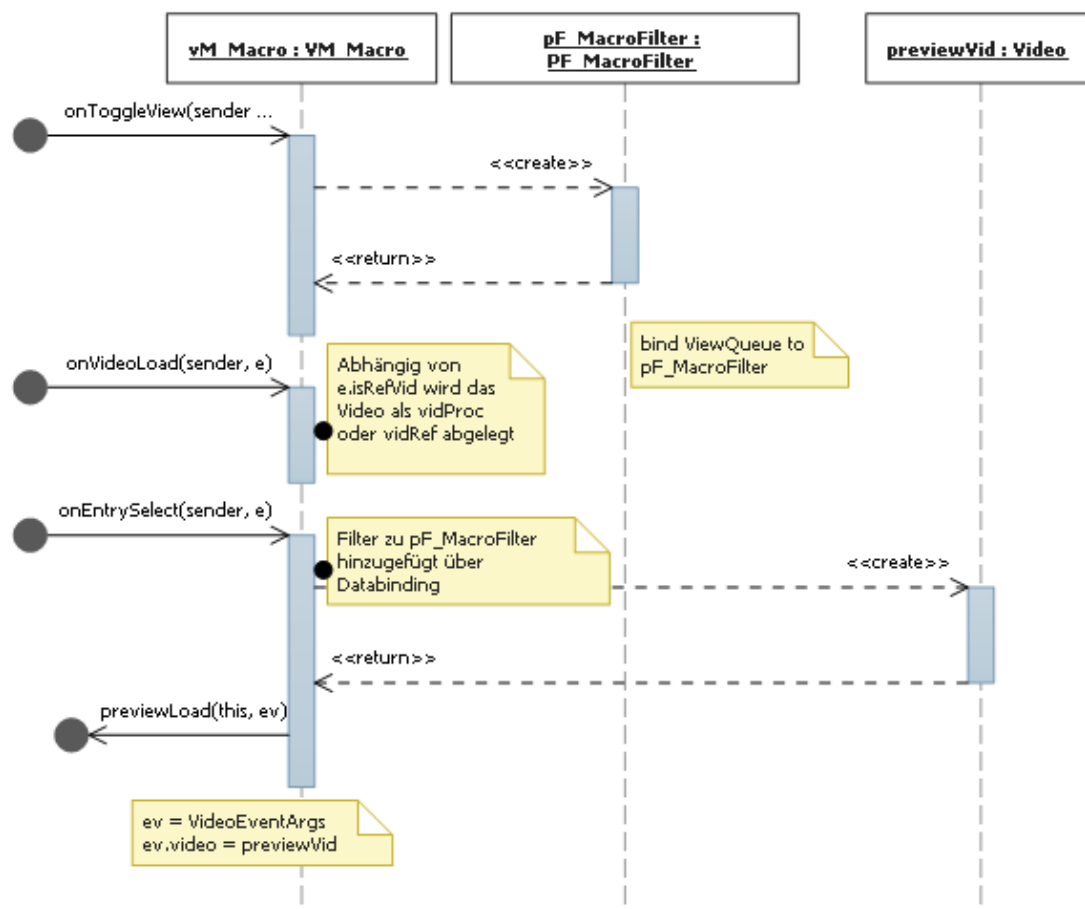 vM_Macro : VM_Macro
pF_MacroFilter :
PF_MacroFilter
previewVid : Video
onToggleView(sender ...
<<create>>
<<return>>
bind ViewQueue to
pF_MacroFilter
onVideoLoad(sender, e)
Abhängig von
e.isRefVid wird das
Video als vidProc
oder vidRef abgelegt
onEntrySelect(sender, e)
Filter zu pF_MacroFilter
hinzugefügt über
Databinding
<<create>>
<<return>>
previewLoad(this, ev)
ev = VideoEventArgs
ev.video = previewVid